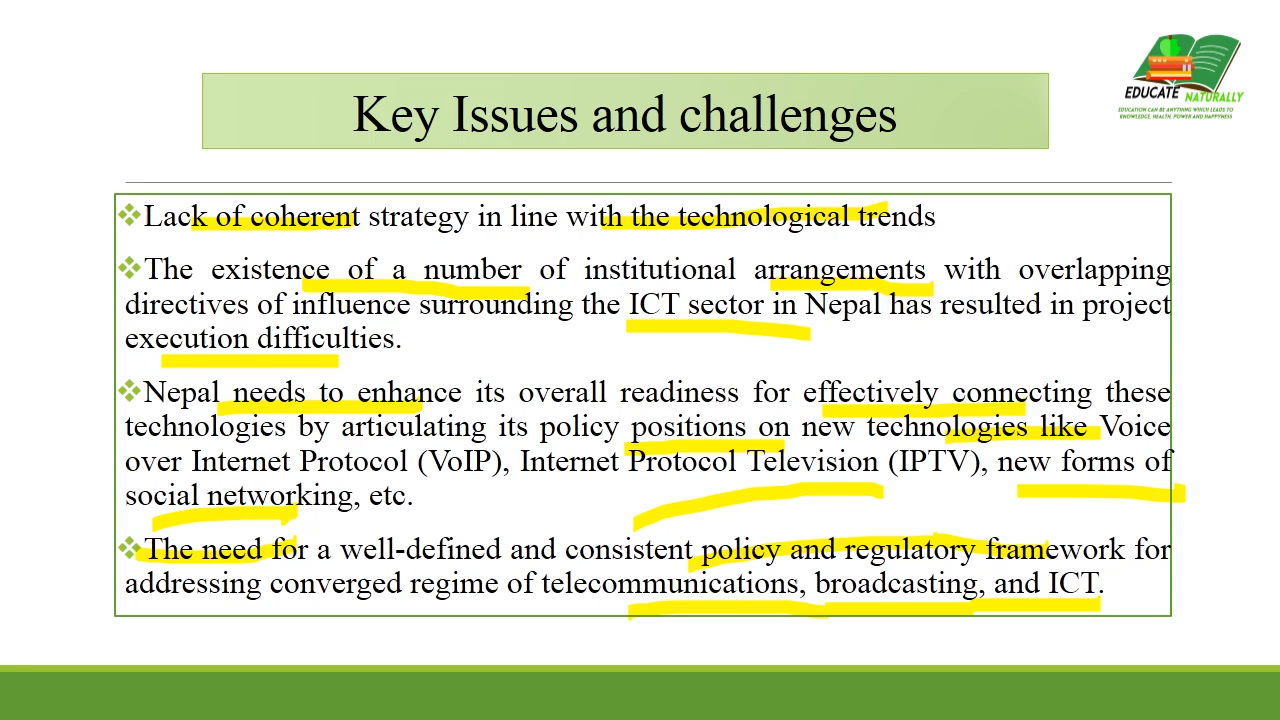 EDUCATE NATURALLY
EDUCATION CAN BE ANYTHING WHICH LEADS TO
KNOWLEDGE, HEALTH, POWER AND HAPPYNESS
Key Issues and challenges
Lack of coherent strategy in line with the technological trends
The existence of a number of institutional arrangements with overlapping
directives of influence surrounding the ICT sector in Nepal has resulted in project
execution difficulties.
Nepal needs to enhance its overall readiness for effectively connecting these
technologies by articulating its policy positions on new technologies like Voice
over Internet Protocol (VoIP), Internet Protocol Television (IPTV), new forms of
social networking, etc.
The need for a well-defined and consistent policy and regulatory framework for
addressing converged regime of telecommunications, broadcasting, and ICT.